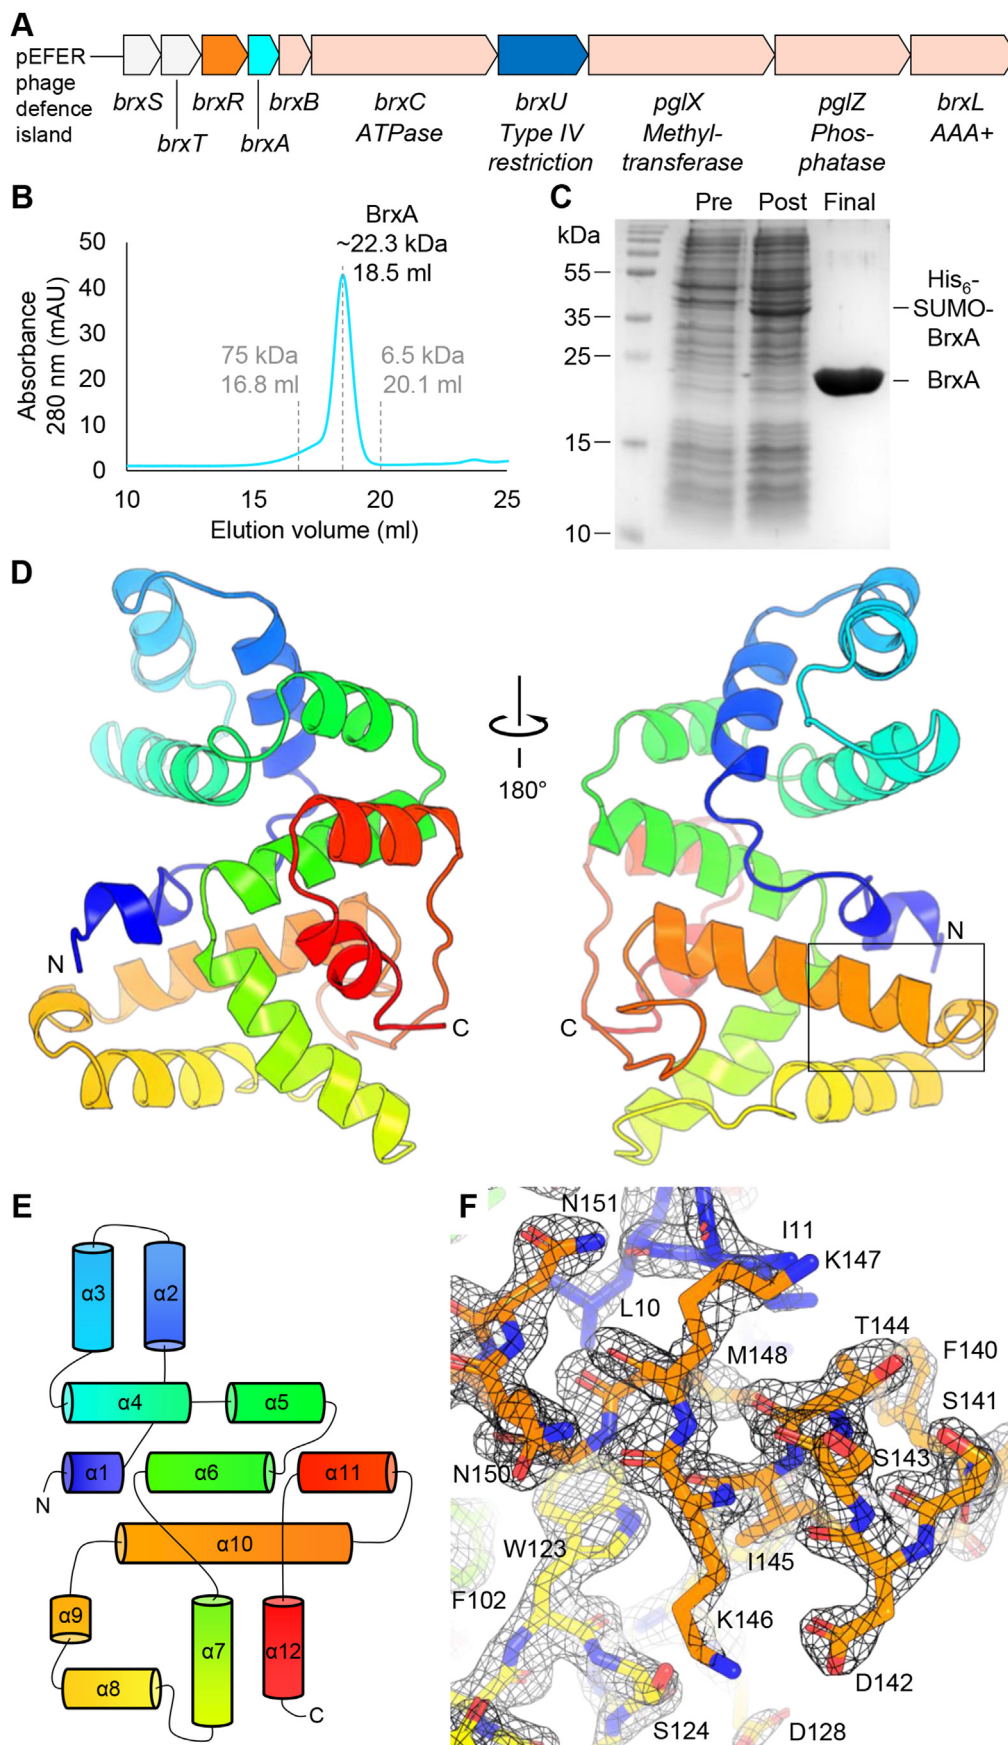 A
pEFER
phage
defence
island
brxS
brxT
brxR
brxA
brxB
brxC
ATPase
brxU
Type IV
restriction
pglX
Methyl-
transferase
pglZ
Phos-
phatase
brxL
AAA+
B
BrxA
~22.3 kDa
18.5 ml
75 kDa
16.8 ml
6.5 kDa
20.1 ml
Absorbance
280 nm (mAU)
50
40
30
20
10
0
10
15
20
25
Elution volume (ml)
C
Pre
Post
Final
kDa
55
35
25
15
10
His6-
SUMO-
BrxA
BrxA
D
N
C
180°
N
C
E
α3
α2
α4
α5
α1
α6
α11
N
α10
α9
α7
α12
α8
C
F
N151
I11
K147
L10
T144
M148
F140
S141
N150
S143
W123
I145
F102
K146
D142
S124
D128